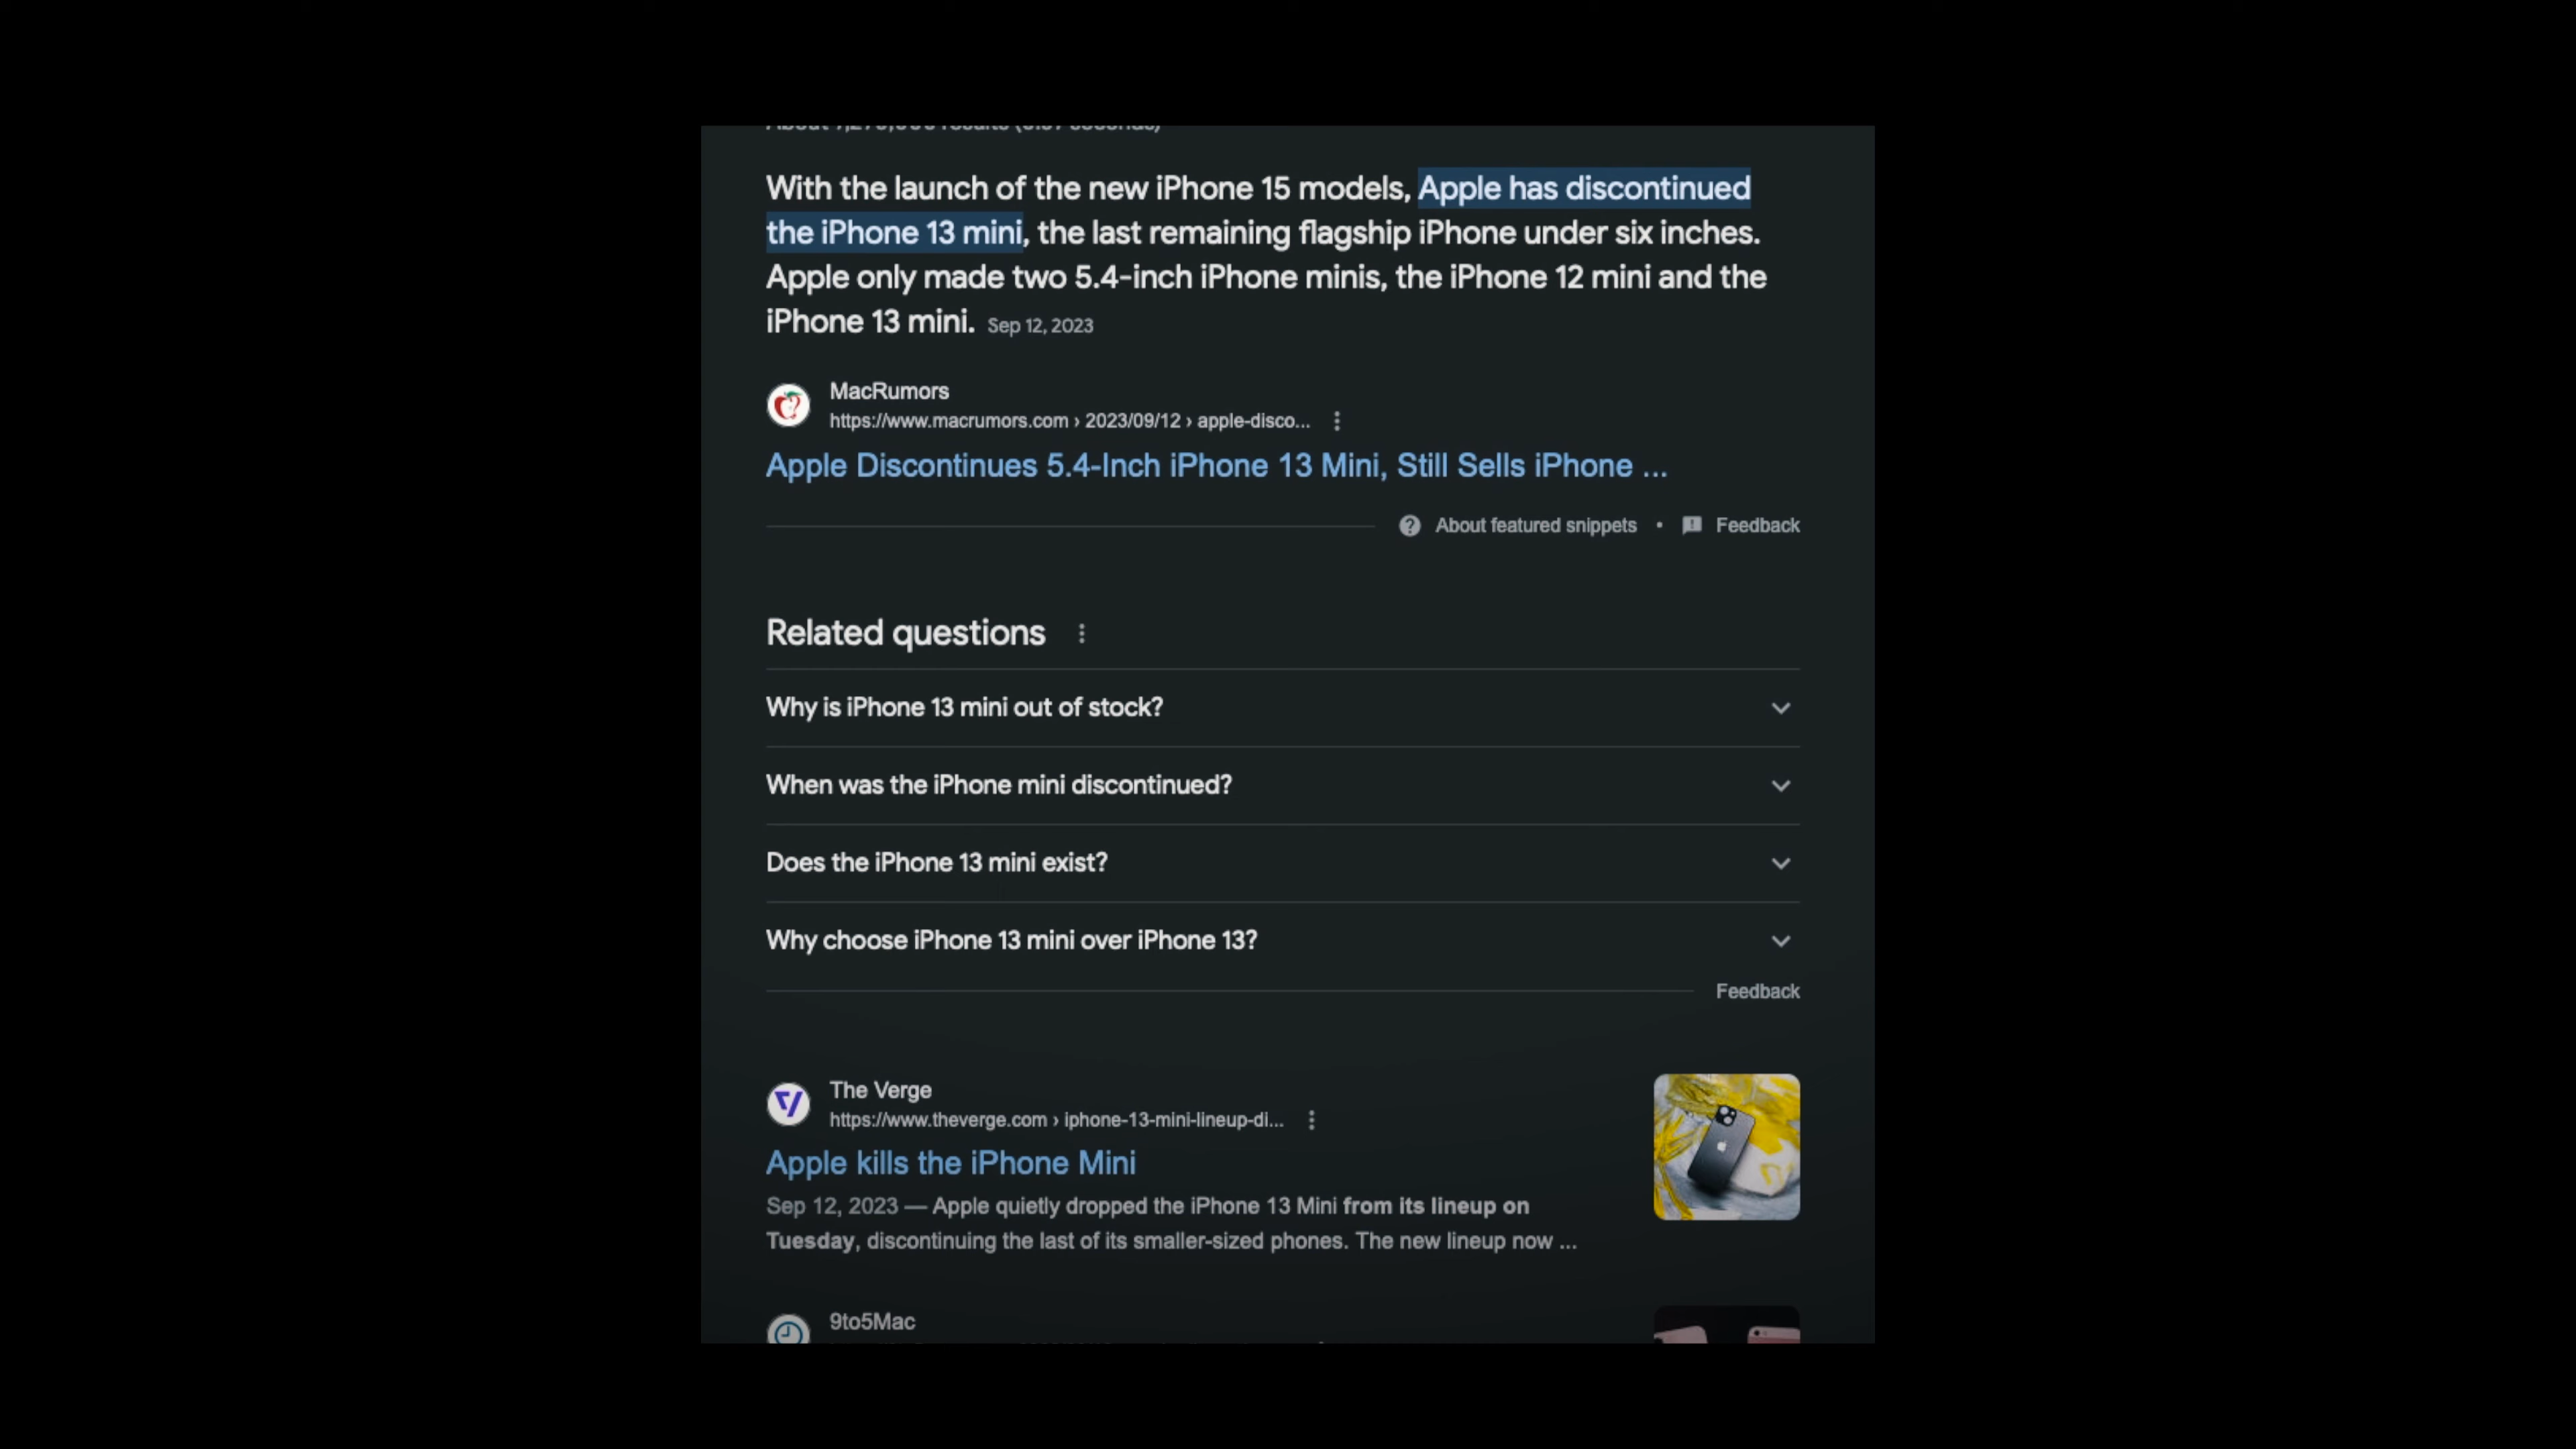 With the launch of the new iPhone 15 models, Apple has discontinued
the iPhone 13 mini, the last remaining flagship iPhone under six inches.
Apple only made two 5.4-inch iPhone minis, the iPhone 12 mini and the
iPhone 13 mini. Sep 12, 2023
MacRumors
https://www.macrumors.com › 2023/09/12 › apple-disco...
Apple Discontinues 5.4-Inch iPhone 13 Mini, Still Sells iPhone ...
About featured snippets • Feedback
Related questions
Why is iPhone 13 mini out of stock?
When was the iPhone mini discontinued?
Does the iPhone 13 mini exist?
Why choose iPhone 13 mini over iPhone 13?
Feedback
The Verge
https://www.theverge.com › iphone-13-mini-lineup-di...
Apple kills the iPhone Mini
Sep 12, 2023 — Apple quietly dropped the iPhone 13 Mini from its lineup on
Tuesday, discontinuing the last of its smaller-sized phones. The new lineup now ...
9to5Mac